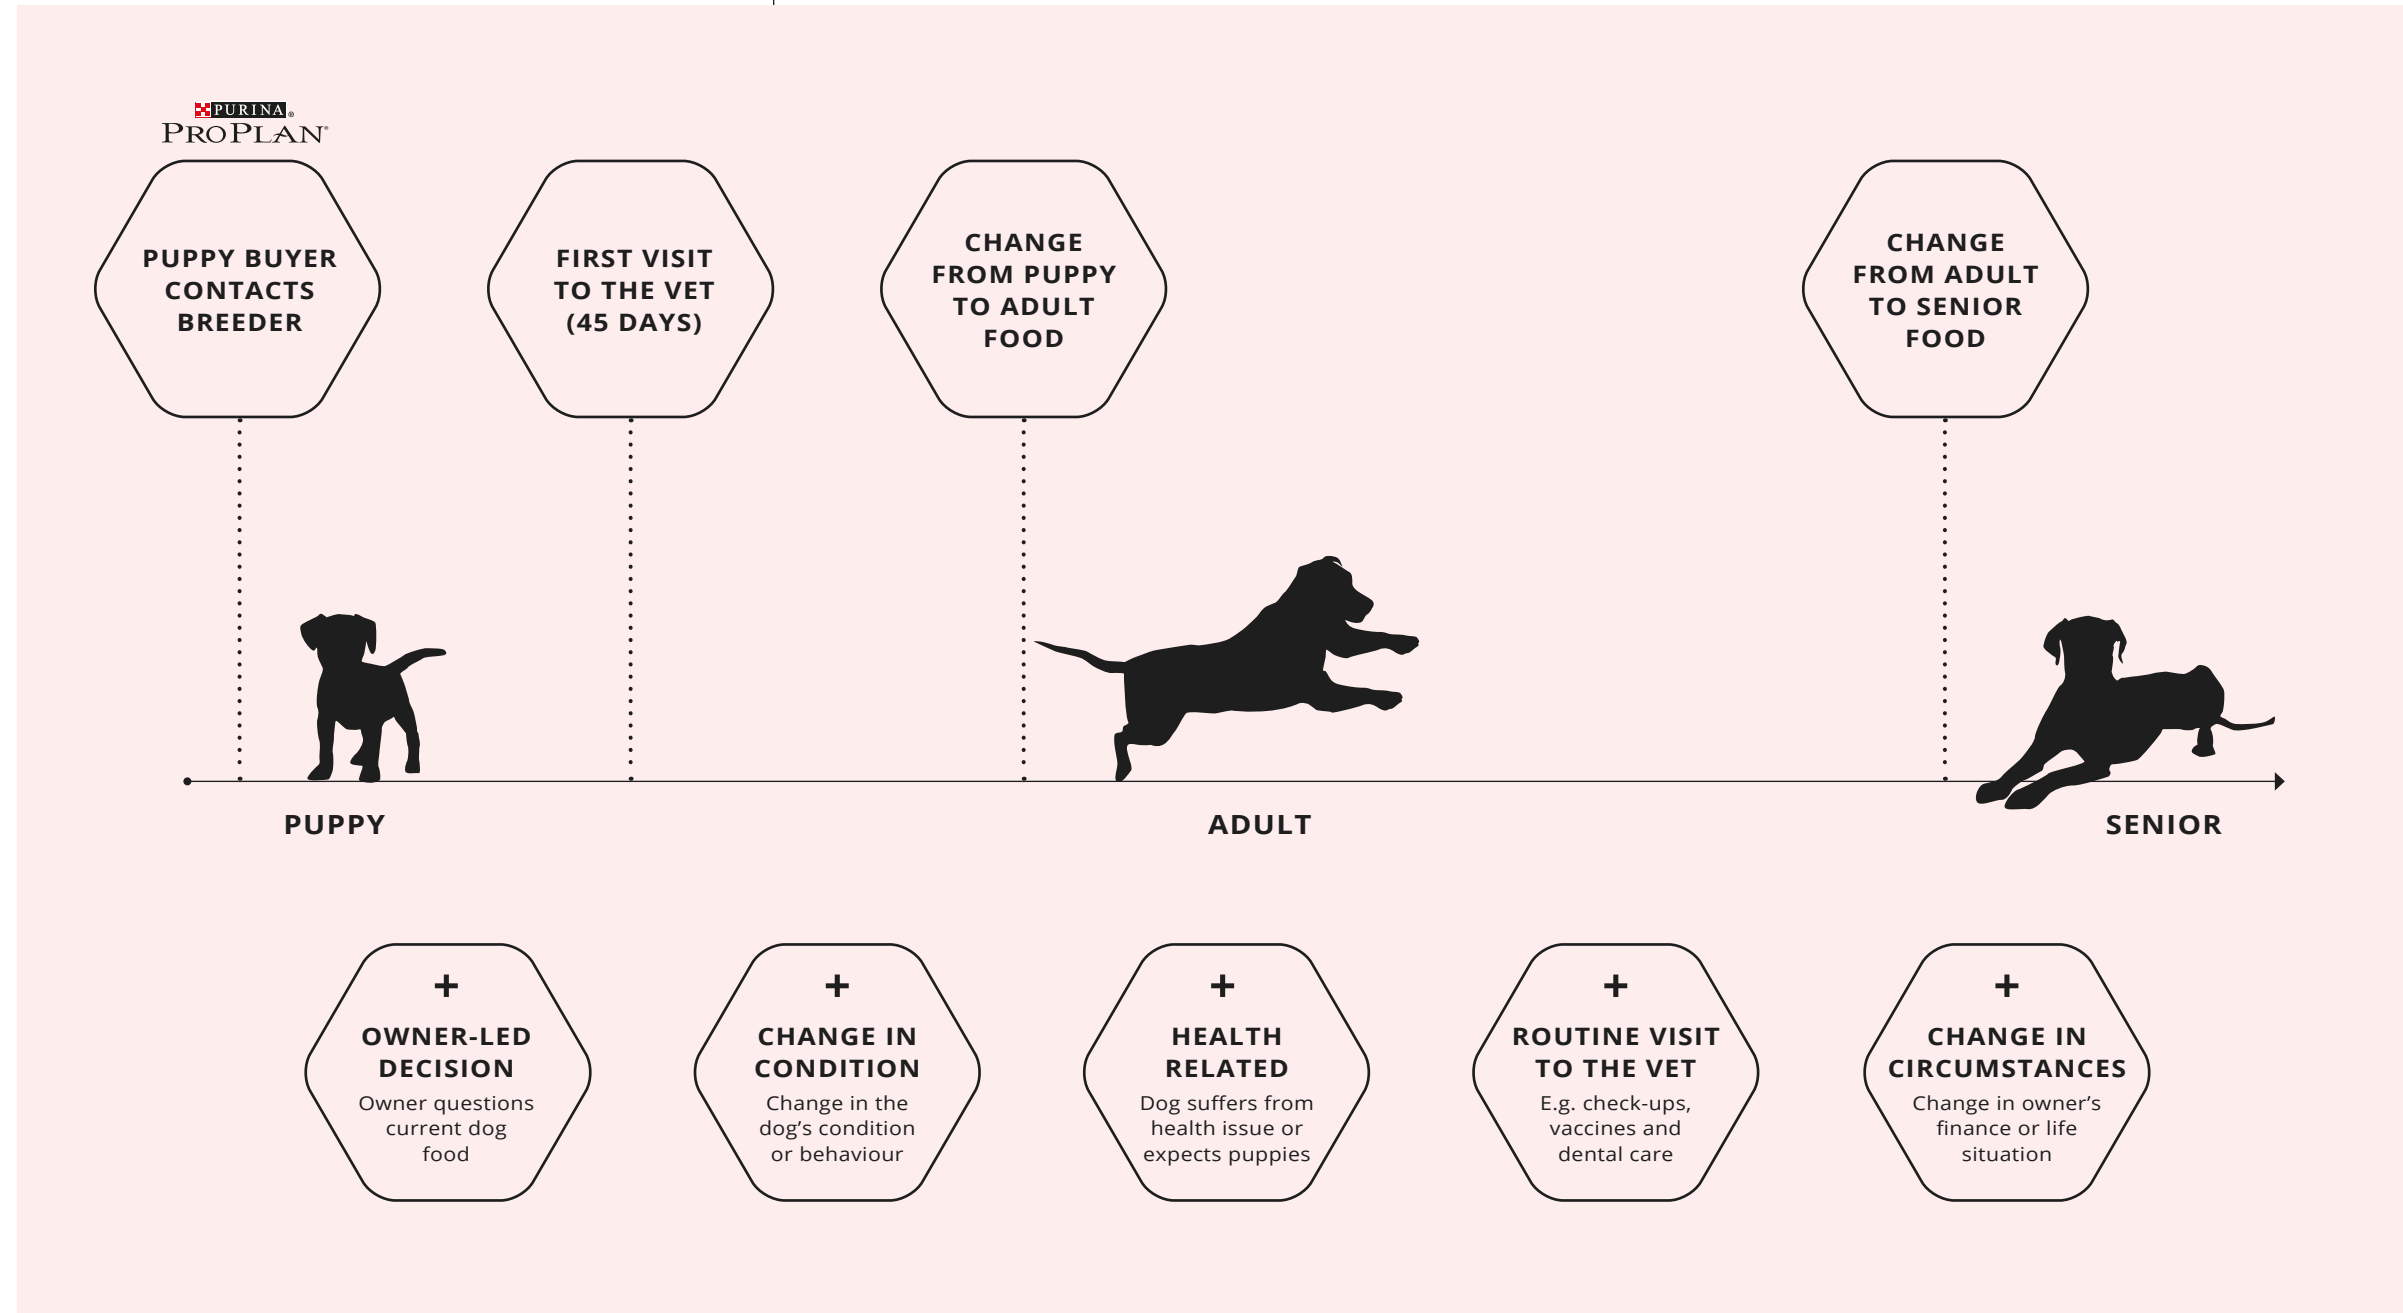 PURINA®
PROPLAN®
PUPPY BUYER
CONTACTS
BREEDER
FIRST VISIT
TO THE VET
(45 DAYS)
CHANGE
FROM PUPPY
TO ADULT
FOOD
CHANGE
FROM ADULT
TO SENIOR
FOOD
PUPPY
ADULT
SENIOR
+
OWNER-LED
DECISION
Owner questions
current dog
food
+
CHANGE IN
CONDITION
Change in the
dog’s condition
or behaviour
+
HEALTH
RELATED
Dog suffers from
health issue or
expects puppies
+
ROUTINE VISIT
TO THE VET
E.g. check-ups,
vaccines and
dental care
+
CHANGE IN
CIRCUMSTANCES
Change in owner’s
finance or life
situation